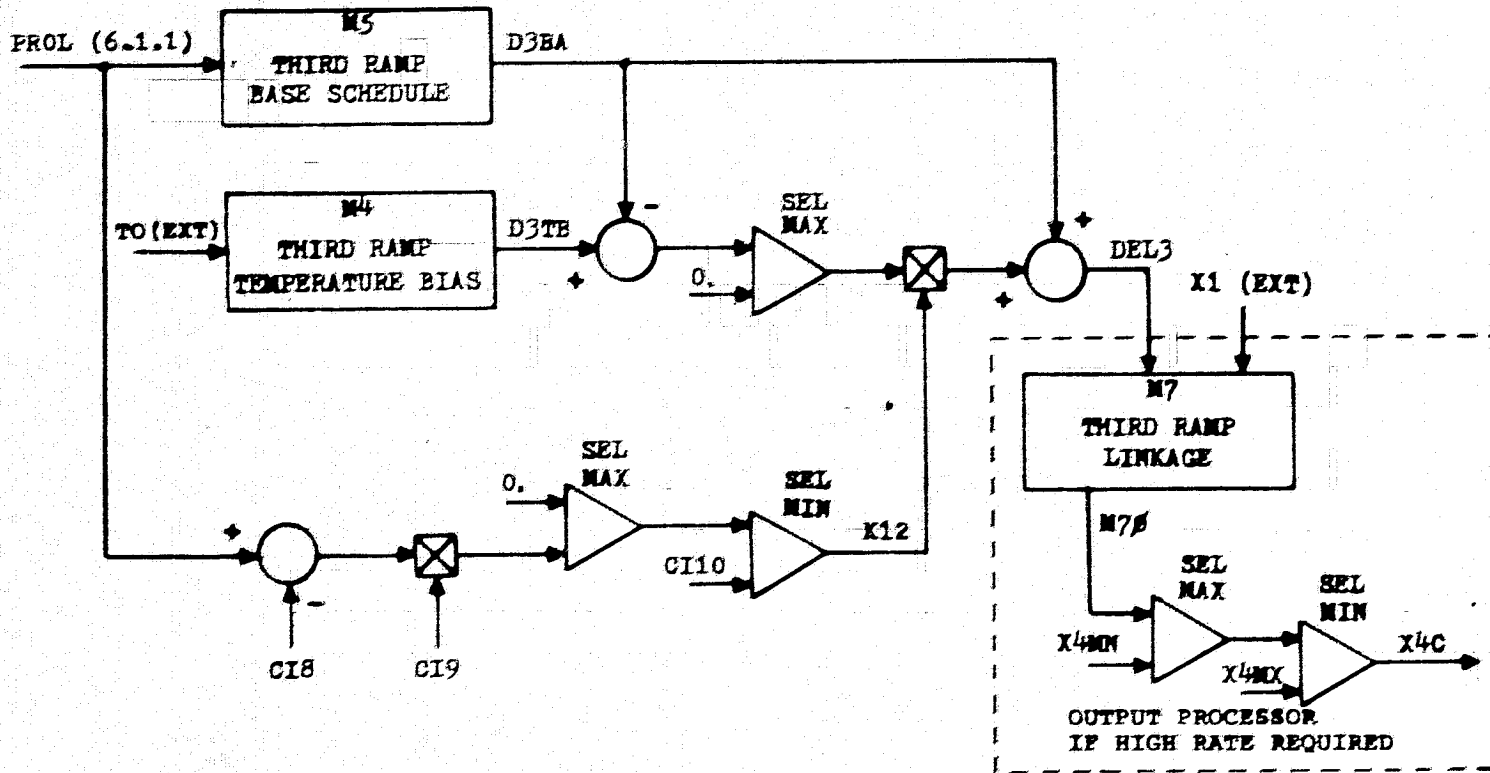 M5
PROL (6.1.1)
D3BA
THIRD RAMP
BASE SCHEDULE
M4
TO(EXT)
D3TB
THIRD RAMP
TEMPERATURE BIAS
-
+
SEL
MAX
0.
+
+
DEL3
X1 (EXT)
M7
THIRD RAMP
LINKAGE
M7Ø
SEL
MAX
0.
SEL
MIN
X12
CI10
+
-
CI8
CI9
SEL
MAX
X4MN
SEL
MIN
X4MX
X4C
OUTPUT PROCESSOR
IF HIGH RATE REQUIRED